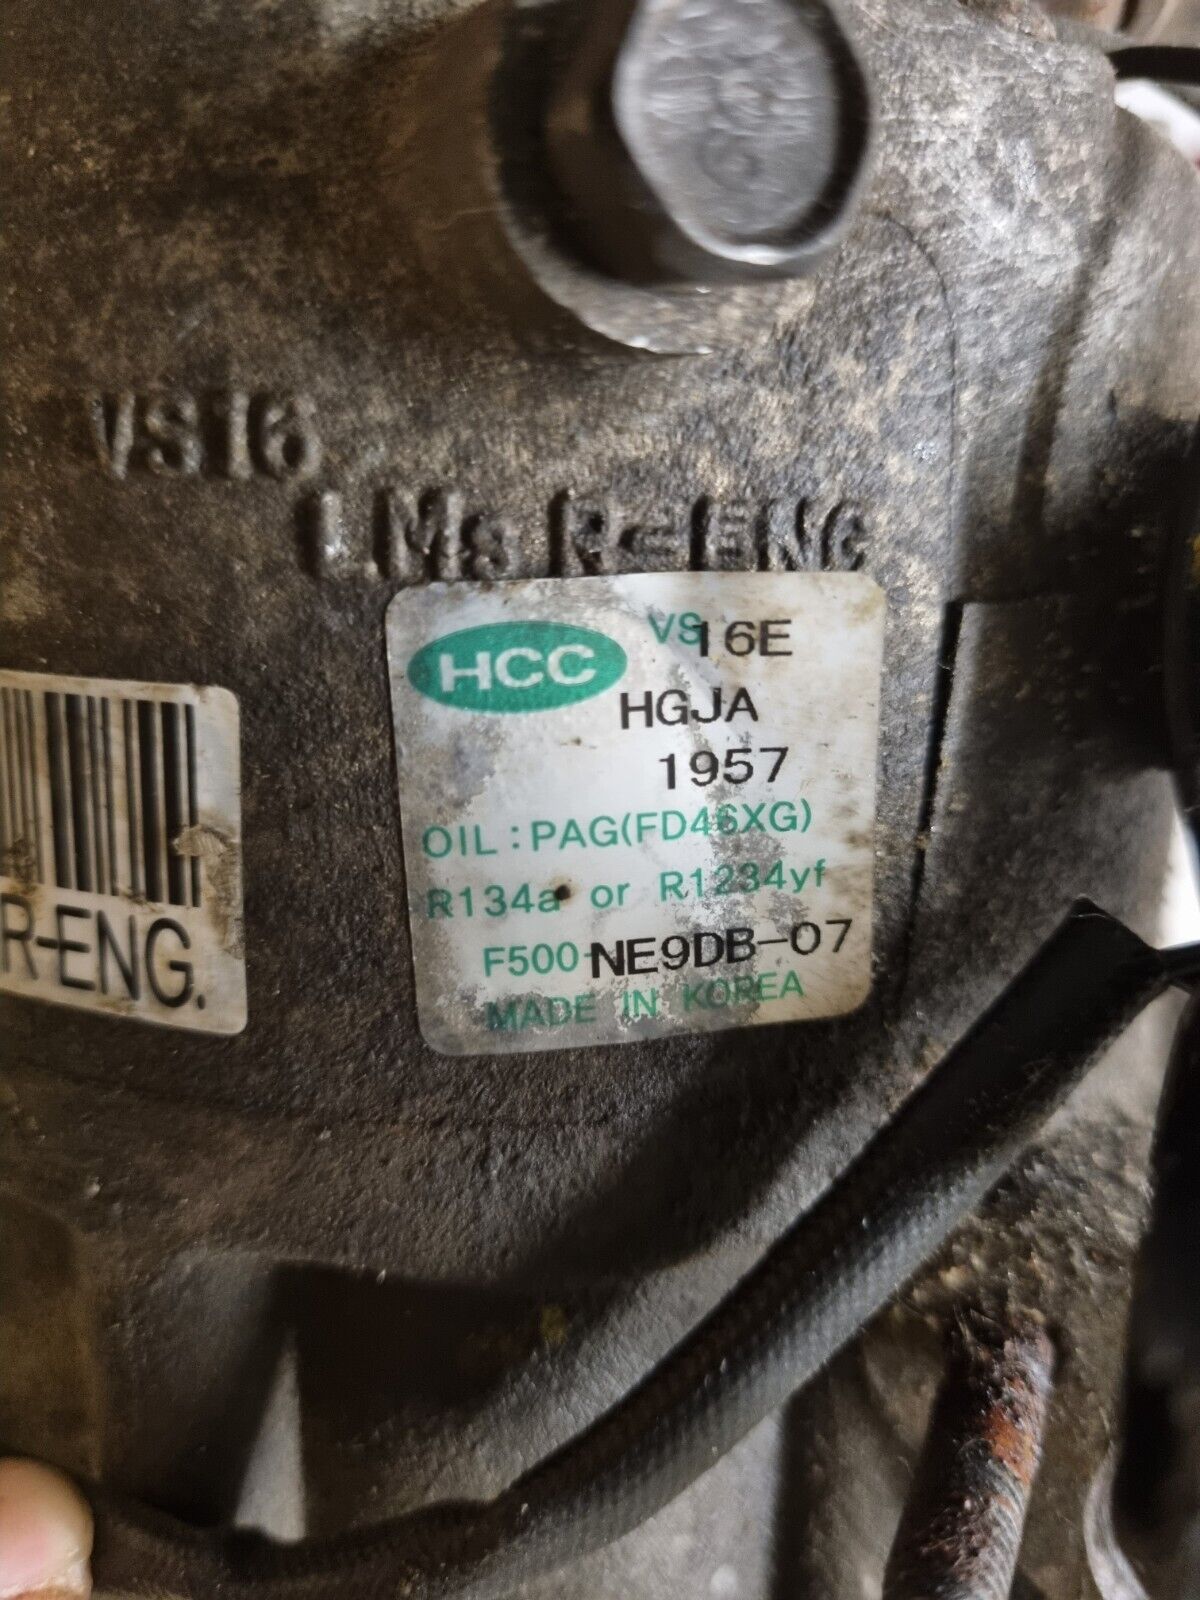 VS16
LMs R-ENG
HCC
VS16E
HGJA
1957
OIL : PAG(FD46XG)
R134a or R1234yf
F500-NE9DB-07
MADE IN KOREA
R-ENG.